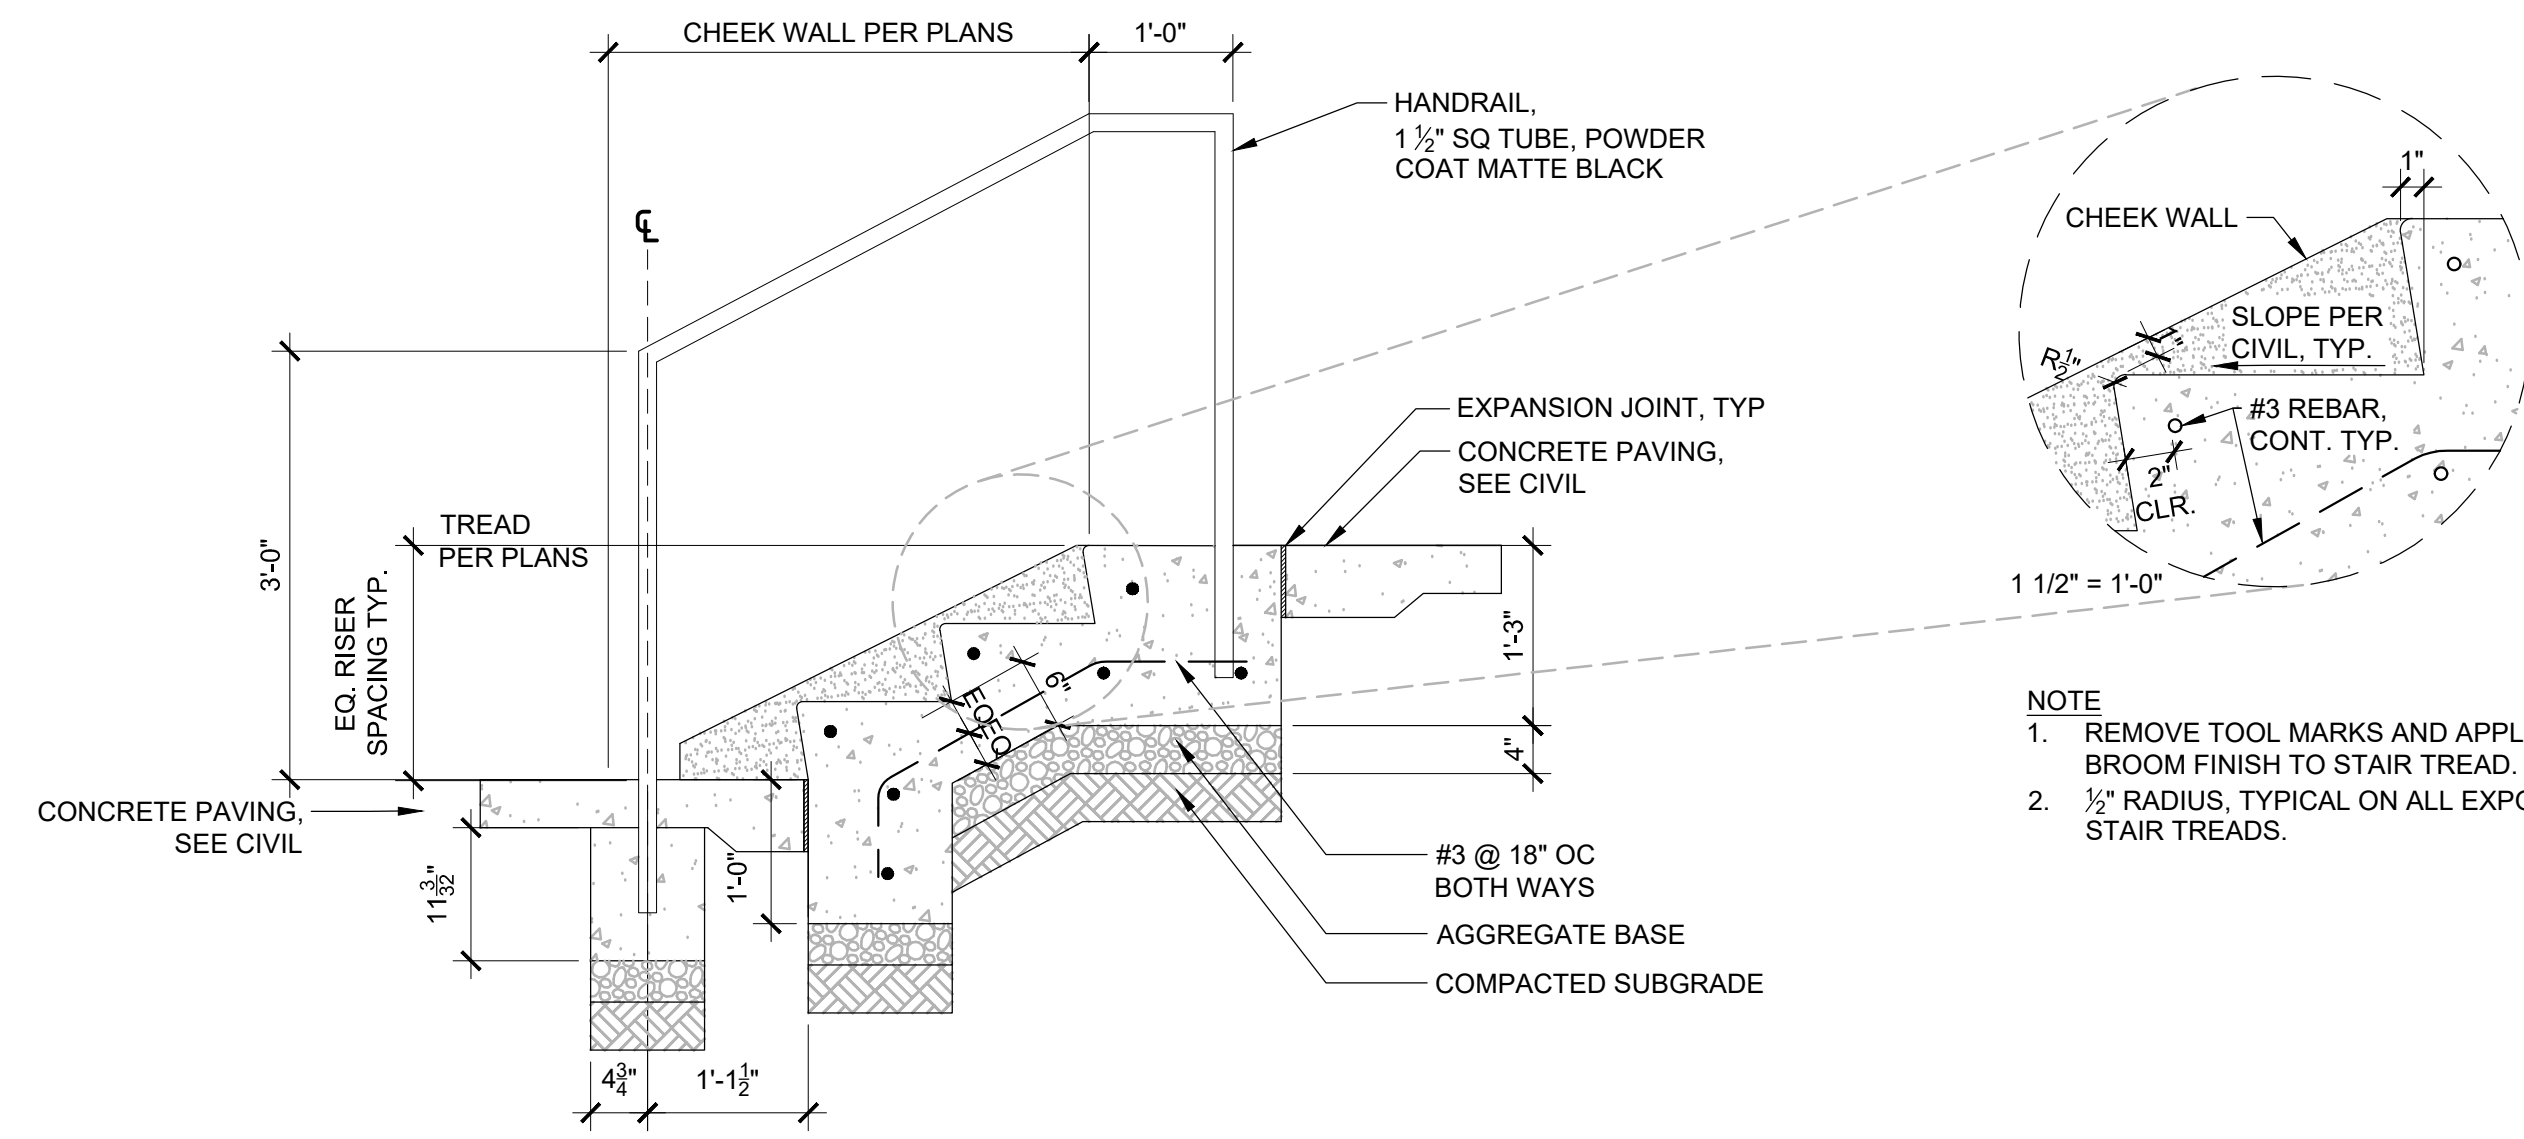 CHEEK WALL PER PLANS
1'-0"
HANDRAIL,
1 ½" SQ TUBE, POWDER
COAT MATTE BLACK
℄
1"
CHEEK WALL
SLOPE PER
CIVIL, TYP.
1"
R½"
#3 REBAR,
CONT. TYP.
2"
CLR.
1 1/2" = 1'-0"
EXPANSION JOINT, TYP
CONCRETE PAVING,
SEE CIVIL
TREAD
PER PLANS
3'-0"
EQ. RISER
SPACING TYP.
6"
EQ
EQ
1'-3"
4"
CONCRETE PAVING,
SEE CIVIL
11 3/32"
1'-0"
#3 @ 18" OC
BOTH WAYS
AGGREGATE BASE
COMPACTED SUBGRADE
4¾"
1'-1½"
NOTE
1. REMOVE TOOL MARKS AND APPL
BROOM FINISH TO STAIR TREAD.
2. ½" RADIUS, TYPICAL ON ALL EXPO
STAIR TREADS.